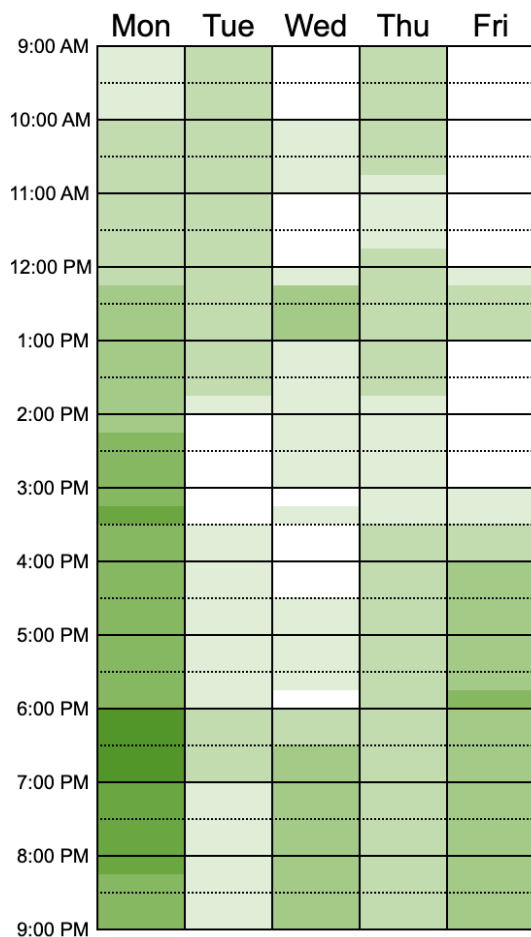 Mon Tue Wed Thu Fri
9:00 AM
10:00 AM
11:00 AM
12:00 PM
1:00 PM
2:00 PM
3:00 PM
4:00 PM
5:00 PM
6:00 PM
7:00 PM
8:00 PM
9:00 PM